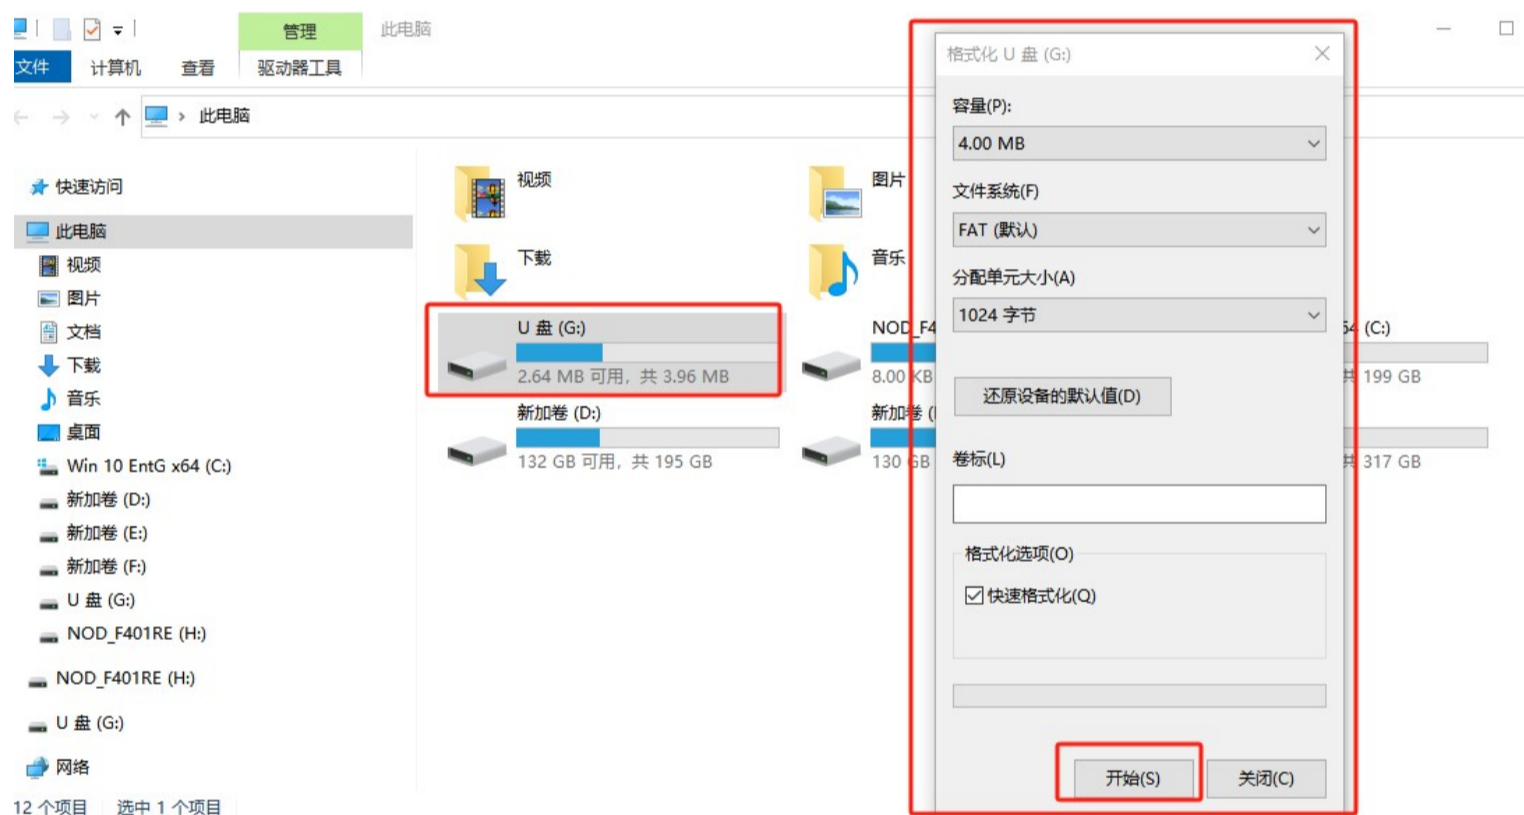 管理
此电脑
文件
计算机
查看
驱动器工具
此电脑
快速访问
此电脑
视频
图片
文档
下载
音乐
桌面
Win 10 EntG x64 (C:)
新加卷 (D:)
新加卷 (E:)
新加卷 (F:)
U 盘 (G:)
NOD_F401RE (H:)
NOD_F401RE (H:)
U 盘 (G:)
网络
12 个项目
选中 1 个项目
视频
图片
下载
音乐
U 盘 (G:)
2.64 MB 可用，共 3.96 MB
NOD_F4
8.00 KB
64 (C:)
共 199 GB
新加卷 (D:)
132 GB 可用，共 195 GB
新加卷 (
130 GB
共 317 GB
格式化 U 盘 (G:)
容量(P):
4.00 MB
文件系统(F)
FAT (默认)
分配单元大小(A)
1024 字节
还原设备的默认值(D)
卷标(L)
格式化选项(O)
快速格式化(Q)
开始(S)
关闭(C)